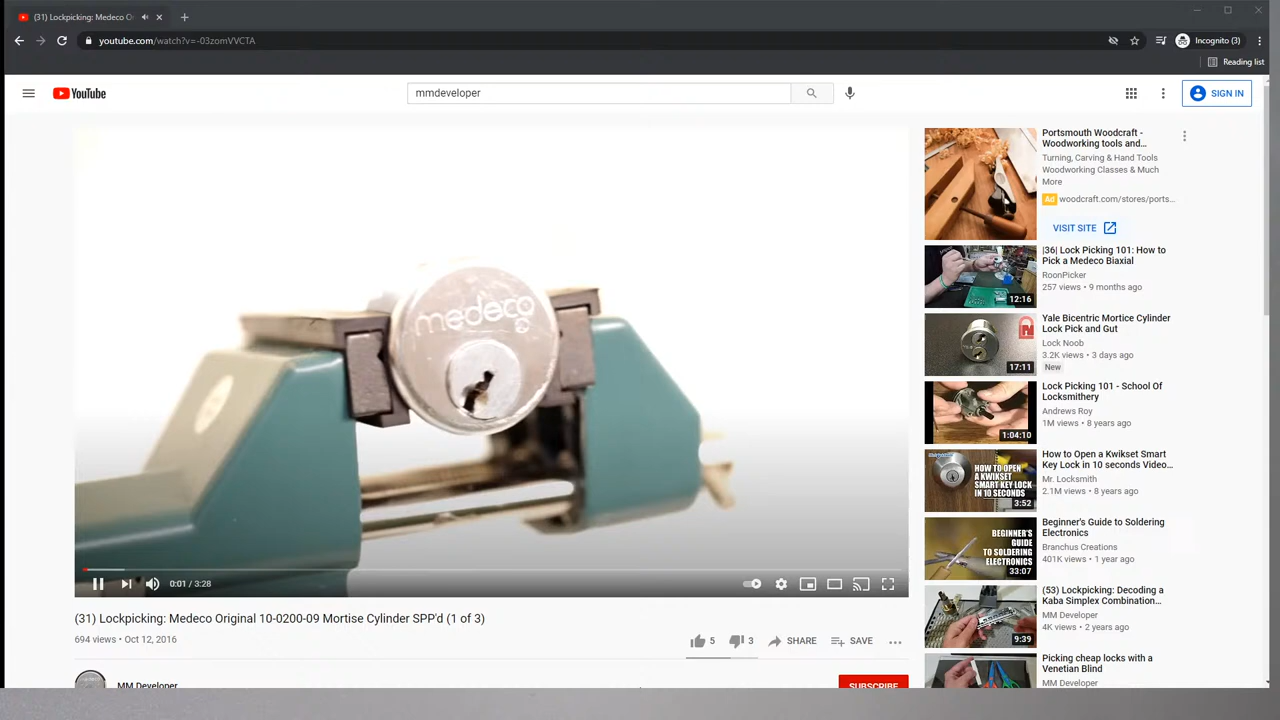 (31) Lockpicking: Medeco O
youtube.com/watch?v=-03zomVVCTA
Incognito (3)
Reading list
YouTube
mmdeveloper
SIGN IN
medeco
0:01 / 3:28
(31) Lockpicking: Medeco Original 10-0200-09 Mortise Cylinder SPP'd (1 of 3)
694 views • Oct 12, 2016
5
3
SHARE
SAVE
MM Developer
SUBSCRIBE
Portsmouth Woodcraft -
Woodworking tools and...
Turning, Carving & Hand Tools
Woodworking Classes & Much
More
Ad woodcraft.com/stores/ports...
VISIT SITE
|36| Lock Picking 101: How to
Pick a Medeco Biaxial
RoonPicker
257 views • 9 months ago
12:16
Yale Bicentric Mortice Cylinder
Lock Pick and Gut
Lock Noob
3.2K views • 3 days ago
New
17:11
Lock Picking 101 - School Of
Locksmithery
Andrews Roy
1M views • 8 years ago
1:04:10
How to Open a Kwikset Smart
Key Lock in 10 seconds Video...
Mr. Locksmith
2.1M views • 8 years ago
HOW TO OPEN
A KWIKSET
SMART KEY LOCK
IN 10 SECONDS
3:52
Beginner's Guide to Soldering
Electronics
Branchus Creations
401K views • 1 year ago
BEGINNER'S
GUIDE
TO SOLDERING
ELECTRONICS
33:07
(53) Lockpicking: Decoding a
Kaba Simplex Combination...
MM Developer
4K views • 2 years ago
9:39
Picking cheap locks with a
Venetian Blind
MM Developer